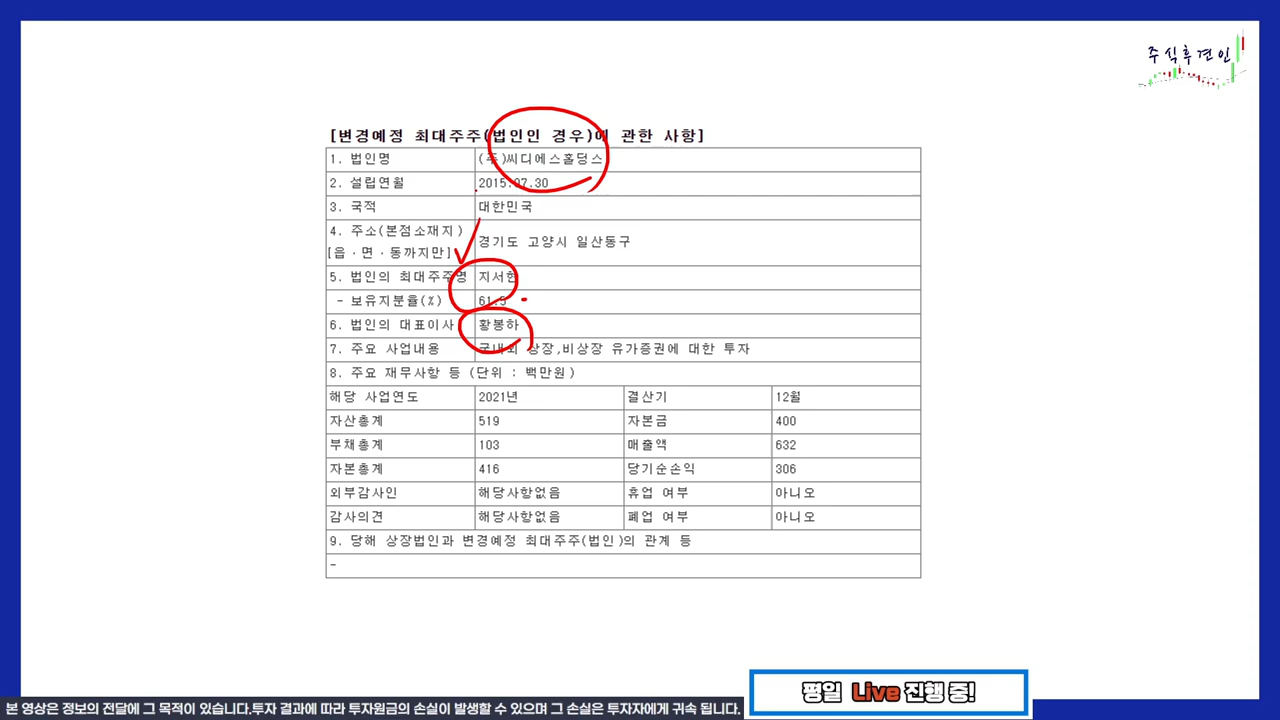 주식후견인
[변경예정 최대주주(법인인 경우)에 관한 사항]
1. 법인명 (주)씨디에스홀딩스
2. 설립연월 2015.07.30
3. 국적 대한민국
4. 주소(본점소재지)
[읍·면·동까지만] 경기도 고양시 일산동구
5. 법인의 최대주주명 지서현
- 보유지분율(%) 61.5
6. 법인의 대표이사 황봉하
7. 주요 사업내용 국내외 상장,비상장 유가증권에 대한 투자
8. 주요 재무사항 등 (단위 : 백만원)
해당 사업연도 2021년 결산기 12월
자산총계 519 자본금 400
부채총계 103 매출액 632
자본총계 416 당기순손익 306
외부감사인 해당사항없음 휴업 여부 아니오
감사의견 해당사항없음 폐업 여부 아니오
9. 당해 상장법인과 변경예정 최대주주(법인)의 관계 등
-
평일 Live 진행 중!
본 영상은 정보의 전달에 그 목적이 있습니다.투자 결과에 따라 투자원금의 손실이 발생할 수 있으며 그 손실은 투자자에게 귀속 됩니다.